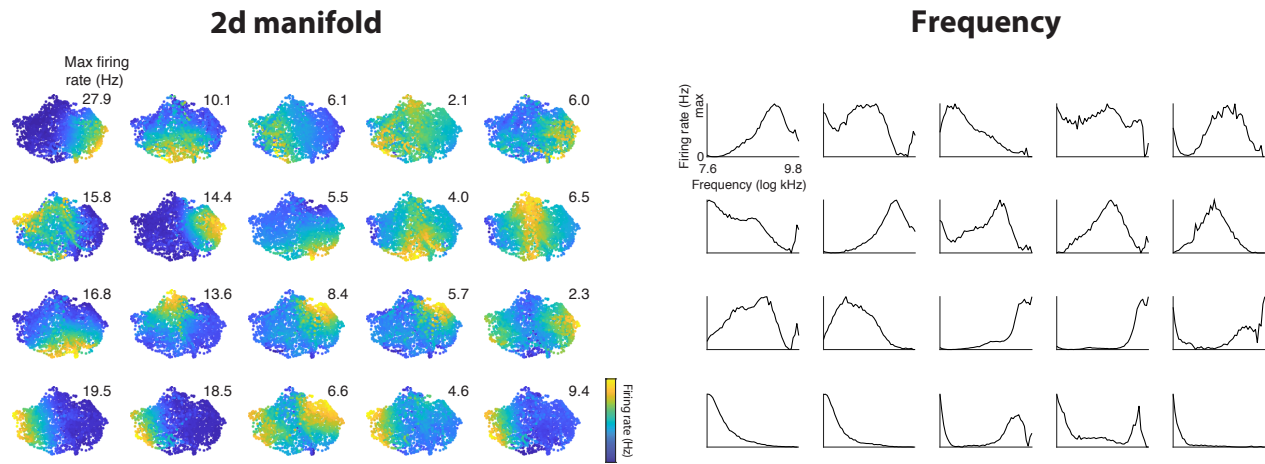 2d manifold
Frequency
Max firing
rate (Hz)
27.9
10.1
6.1
2.1
6.0
15.8
14.4
5.5
4.0
6.5
16.8
13.6
8.4
5.7
2.3
19.5
18.5
6.6
4.6
9.4
Firing rate (Hz)
Firing rate (Hz)
max
0
7.6
9.8
Frequency (log kHz)